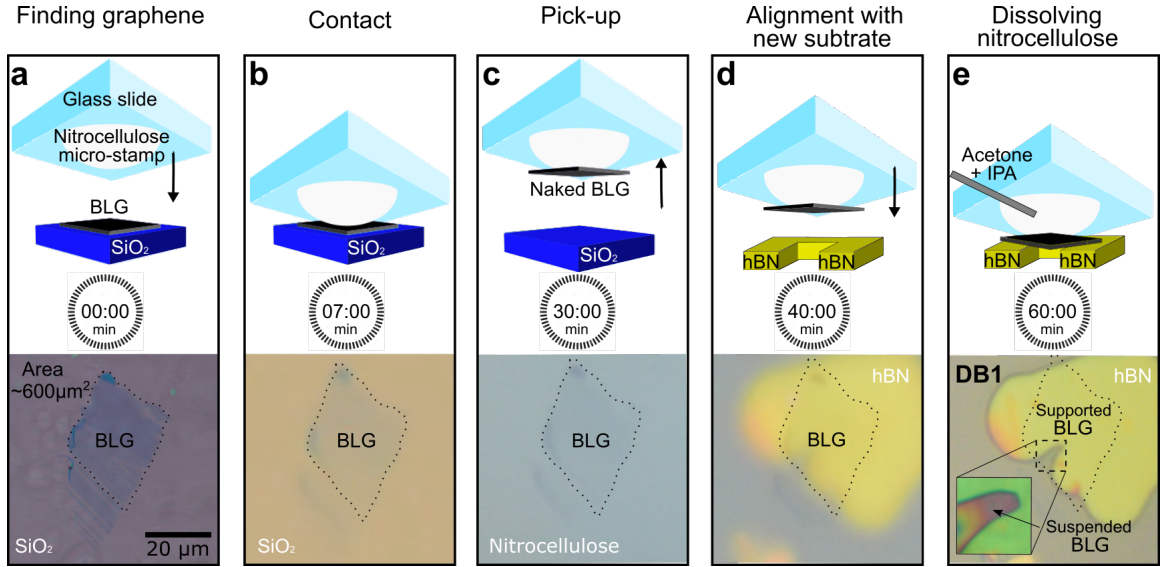 Finding graphene
Contact
Pick-up
Alignment with
new subtrate
Dissolving
nitrocellulose
a
Glass slide
Nitrocellulose
micro-stamp
BLG
SiO₂
00:00
min
Area
~600µm²
BLG
SiO₂
20 µm
b
SiO₂
07:00
min
BLG
SiO₂
c
Naked BLG
SiO₂
30:00
min
BLG
Nitrocellulose
d
hBN
hBN
40:00
min
hBN
BLG
e
Acetone
+ IPA
hBN
hBN
60:00
min
DB1
hBN
Supported
BLG
Suspended
BLG